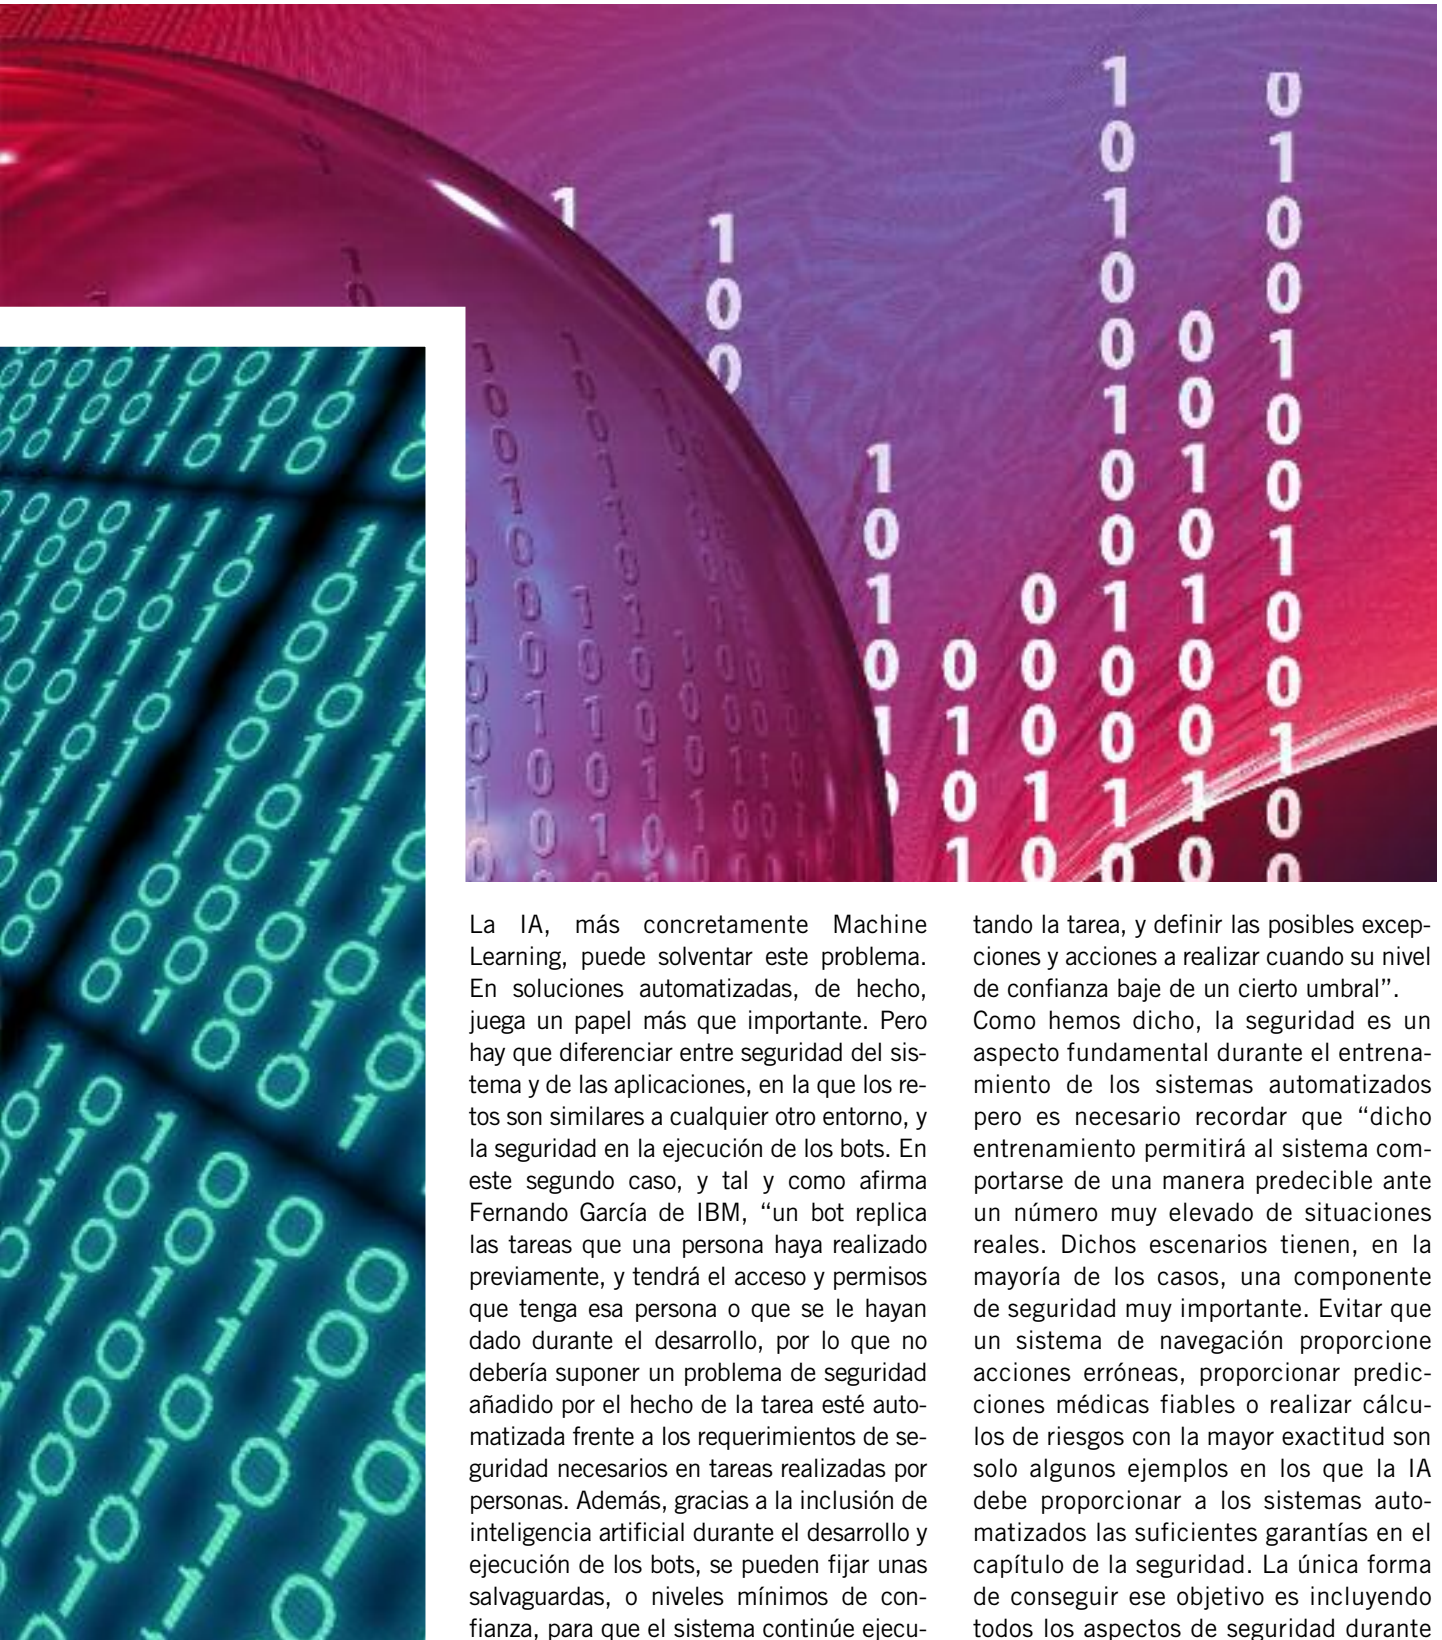 La IA, más concretamente Machine
Learning, puede solventar este problema.
En soluciones automatizadas, de hecho,
juega un papel más que importante. Pero
hay que diferenciar entre seguridad del sis-
tema y de las aplicaciones, en la que los re-
tos son similares a cualquier otro entorno, y
la seguridad en la ejecución de los bots. En
este segundo caso, y tal y como afirma
Fernando García de IBM, “un bot replica
las tareas que una persona haya realizado
previamente, y tendrá el acceso y permisos
que tenga esa persona o que se le hayan
dado durante el desarrollo, por lo que no
debería suponer un problema de seguridad
añadido por el hecho de la tarea esté auto-
matizada frente a los requerimientos de se-
guridad necesarios en tareas realizadas por
personas. Además, gracias a la inclusión de
inteligencia artificial durante el desarrollo y
ejecución de los bots, se pueden fijar unas
salvaguardas, o niveles mínimos de con-
fianza, para que el sistema continúe ejecu-
tando la tarea, y definir las posibles excep-
ciones y acciones a realizar cuando su nivel
de confianza baje de un cierto umbral”.
Como hemos dicho, la seguridad es un
aspecto fundamental durante el entrena-
miento de los sistemas automatizados
pero es necesario recordar que “dicho
entrenamiento permitirá al sistema com-
portarse de una manera predecible ante
un número muy elevado de situaciones
reales. Dichos escenarios tienen, en la
mayoría de los casos, una componente
de seguridad muy importante. Evitar que
un sistema de navegación proporcione
acciones erróneas, proporcionar predic-
ciones médicas fiables o realizar cálcu-
los de riesgos con la mayor exactitud son
solo algunos ejemplos en los que la IA
debe proporcionar a los sistemas auto-
matizados las suficientes garantías en el
capítulo de la seguridad. La única forma
de conseguir ese objetivo es incluyendo
todos los aspectos de seguridad durante